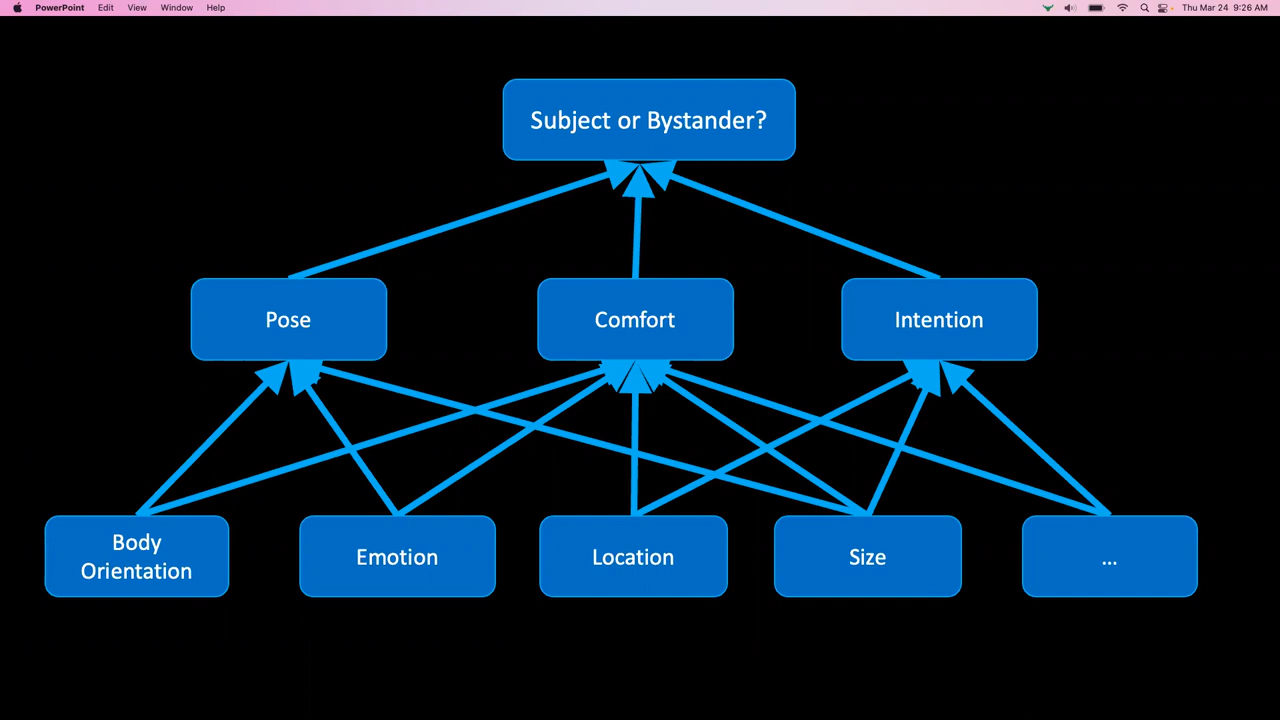 PowerPoint Edit View Window Help Thu Mar 24 9:26 AM
Subject or Bystander?
Pose Comfort Intention
Body
Orientation
Emotion Location Size ...